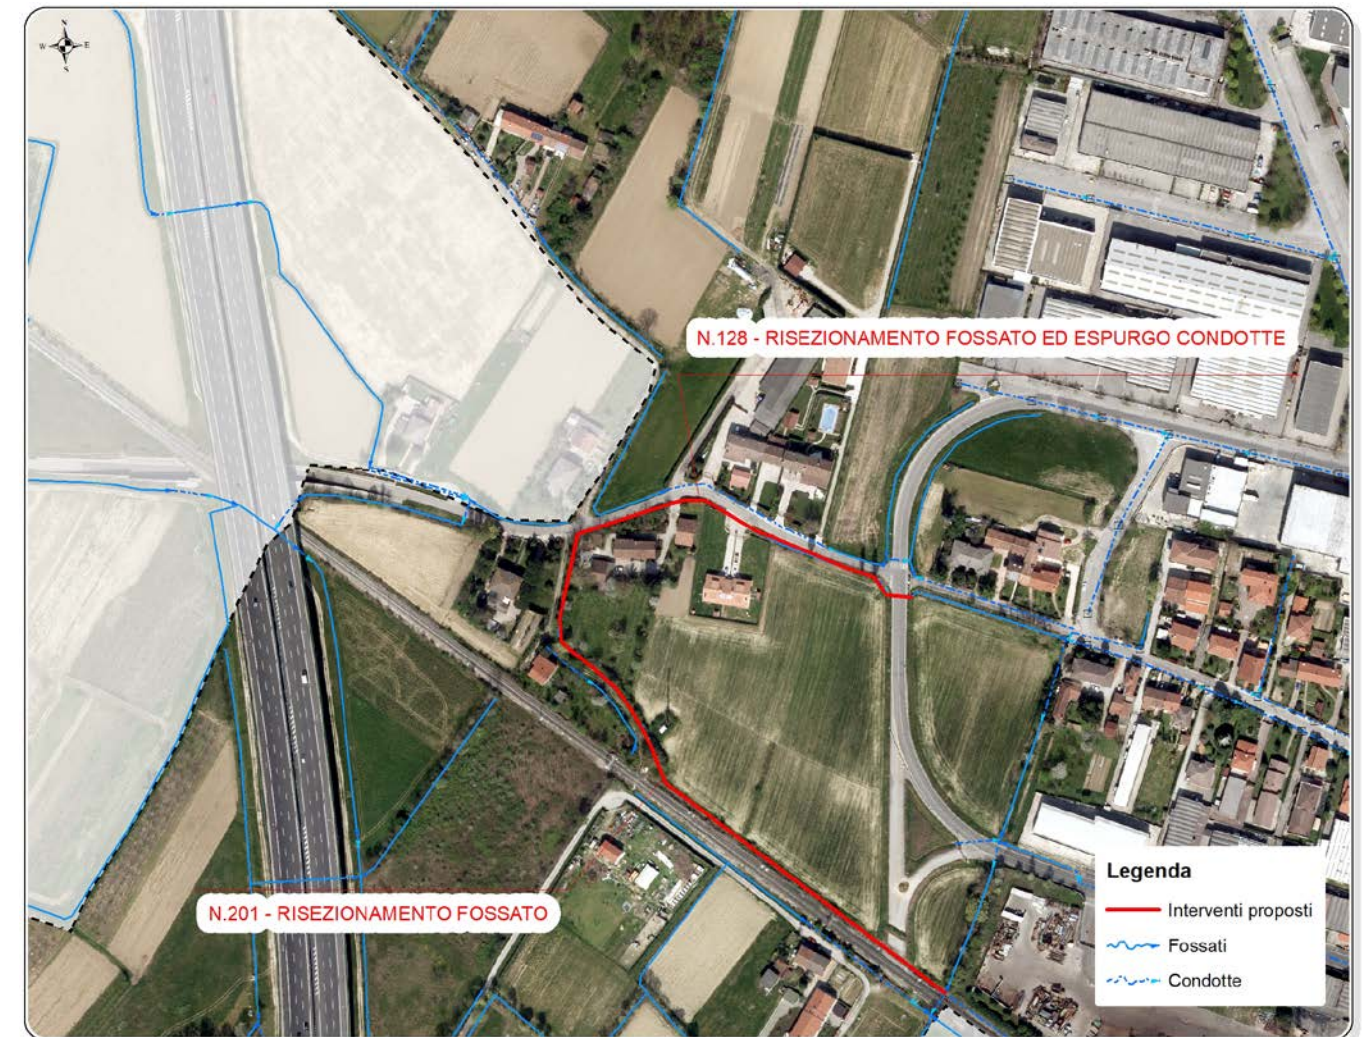 N
W E
S
N.128 - RISEZIONAMENTO FOSSATO ED ESPURGO CONDOTTE
N.201 - RISEZIONAMENTO FOSSATO
Legenda
Interventi proposti
Fossati
Condotte